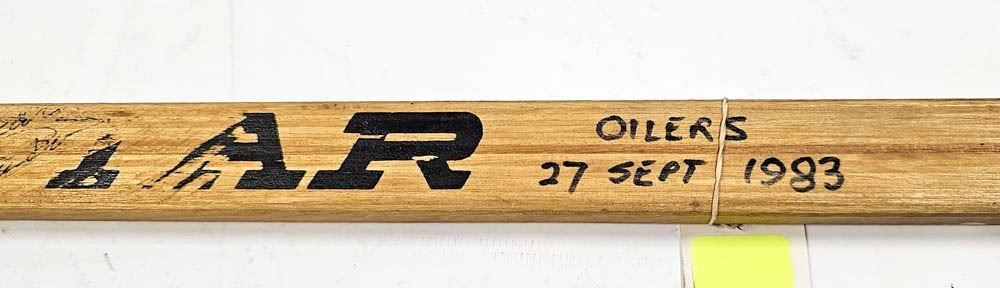 AR
OILERS
27 SEPT 1983